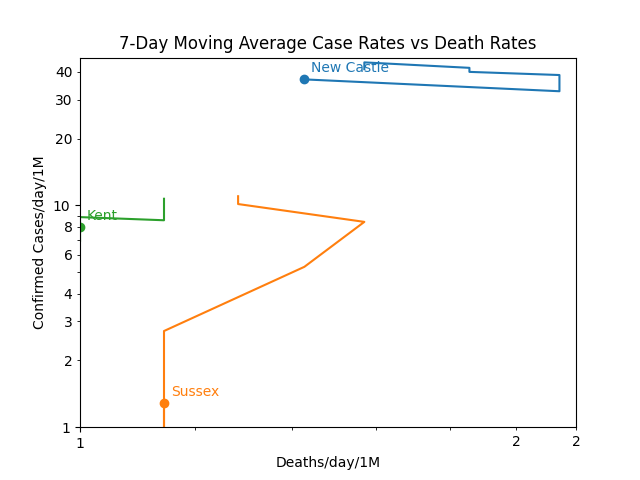 7-Day Moving Average Case Rates vs Death Rates
Confirmed Cases/day/1M
40
30
20
10
8
6
4
3
2
1
New Castle
Kent
Sussex
1
2
2
Deaths/day/1M